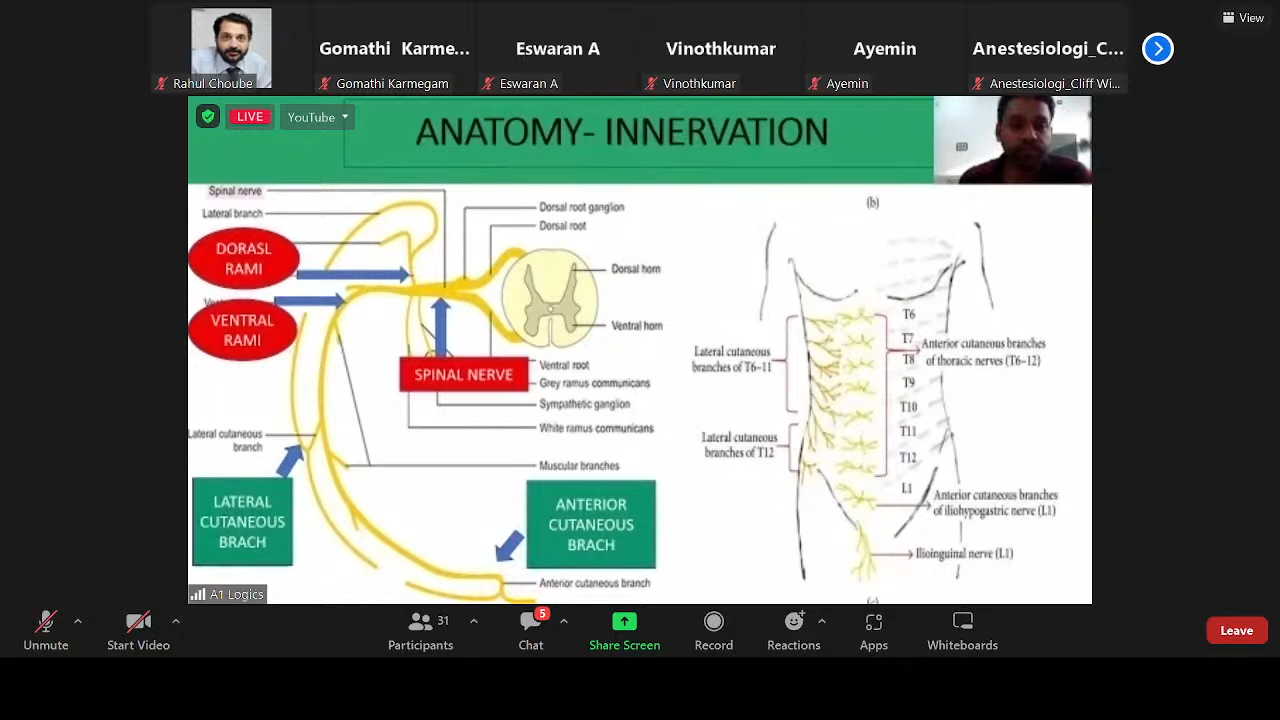 View
Gomathi Karme...
Eswaran A
Vinothkumar
Ayemin
Anestesiologi_C...
Rahul Choube
Gomathi Karmegam
Eswaran A
Vinothkumar
Ayemin
Anestesiologi_Cliff Wi...
LIVE
YouTube
ANATOMY- INNERVATION
Spinal nerve
Lateral branch
DORASL
RAMI
VENTRAL
RAMI
Dorsal root ganglion
Dorsal root
Dorsal horn
Ventral horn
SPINAL NERVE
Ventral root
Grey ramus communicans
Sympathetic ganglion
White ramus communicans
Lateral cutaneous
branch
Muscular branches
LATERAL
CUTANEOUS
BRACH
ANTERIOR
CUTANEOUS
BRACH
Anterior cutaneous branch
(b)
T6
T7
T8
T9
T10
T11
T12
L1
Lateral cutaneous
branches of T6-11
Lateral cutaneous
branches of T12
Anterior cutaneous branches
of thoracic nerves (T6-12)
Anterior cutaneous branches
of iliohypogastric nerve (L1)
Ilioinguinal nerve (L1)
A1 Logics
Unmute
Start Video
31
Participants
5
Chat
Share Screen
Record
Reactions
Apps
Whiteboards
Leave